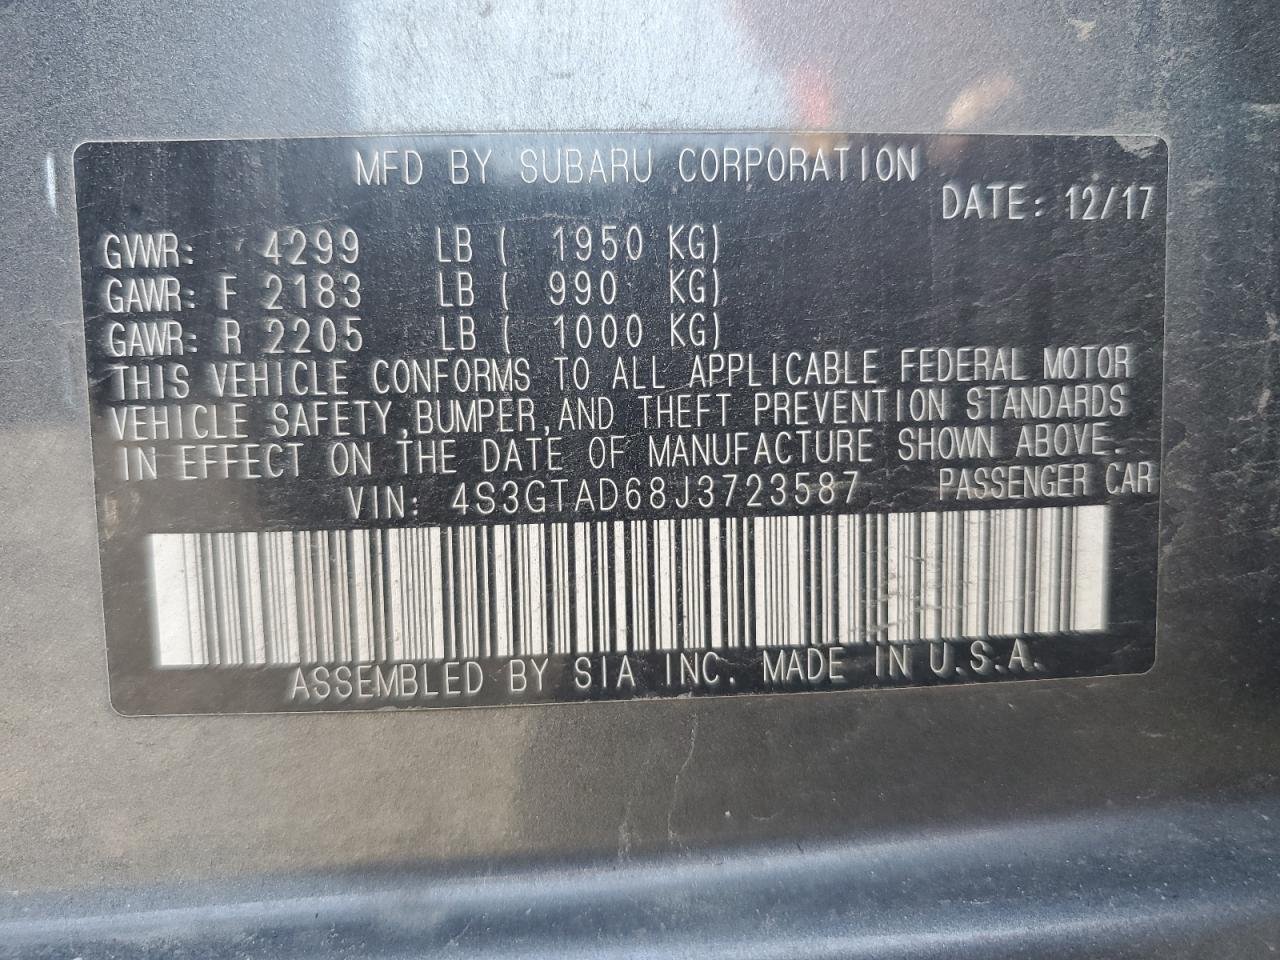 MFD BY SUBARU CORPORATION
DATE: 12/17
GVWR: 4299 LB ( 1950 KG)
GAWR: F 2183 LB ( 990 KG)
GAWR: R 2205 LB ( 1000 KG)
THIS VEHICLE CONFORMS TO ALL APPLICABLE FEDERAL MOTOR
VEHICLE SAFETY,BUMPER,AND THEFT PREVENTION STANDARDS
IN EFFECT ON THE DATE OF MANUFACTURE SHOWN ABOVE.
VIN: 4S3GTAD68J3723587 PASSENGER CAR
ASSEMBLED BY SIA INC. MADE IN U.S.A.